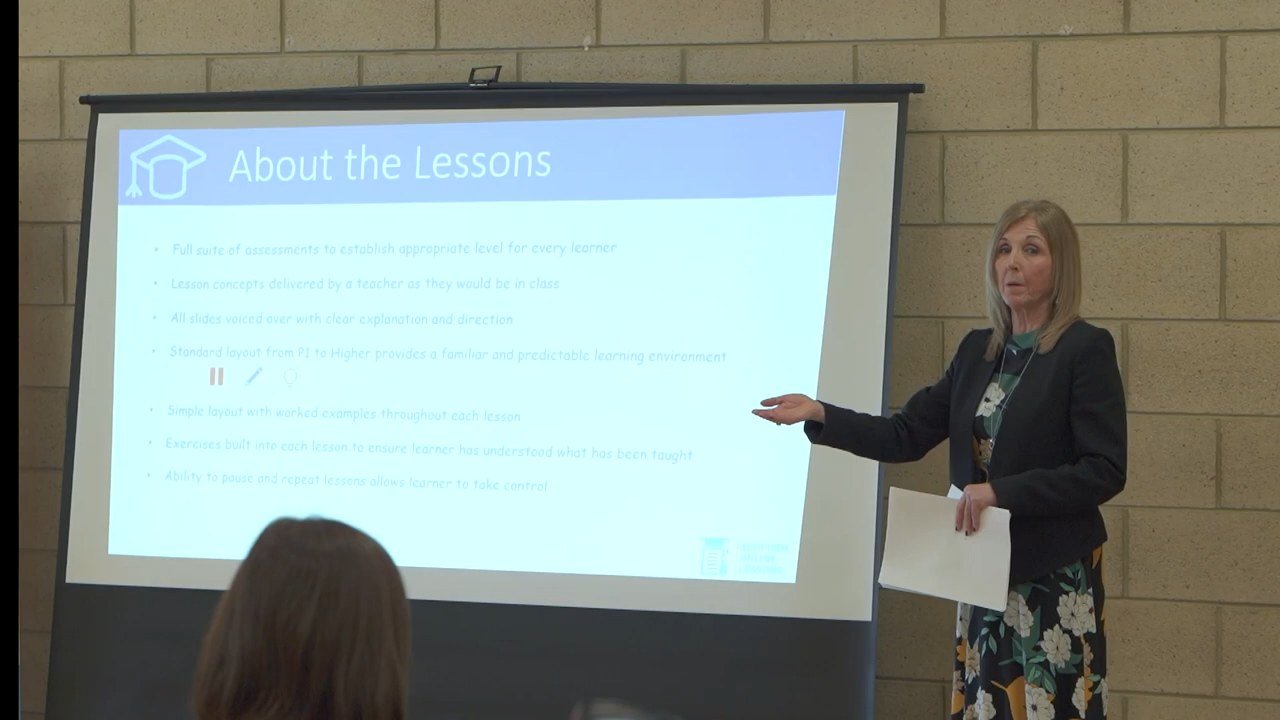 About the Lessons
Full suite of assessments to establish appropriate level for every learner
Lesson concepts delivered by a teacher as they would be in class
All slides voiced over with clear explanation and direction
Standard layout from P1 to Higher provides a familiar and predictable learning environment
Simple layout with worked examples throughout each lesson
Exercises built into each lesson to ensure learner has understood what has been taught
Ability to pause and repeat lessons allows learner to take control